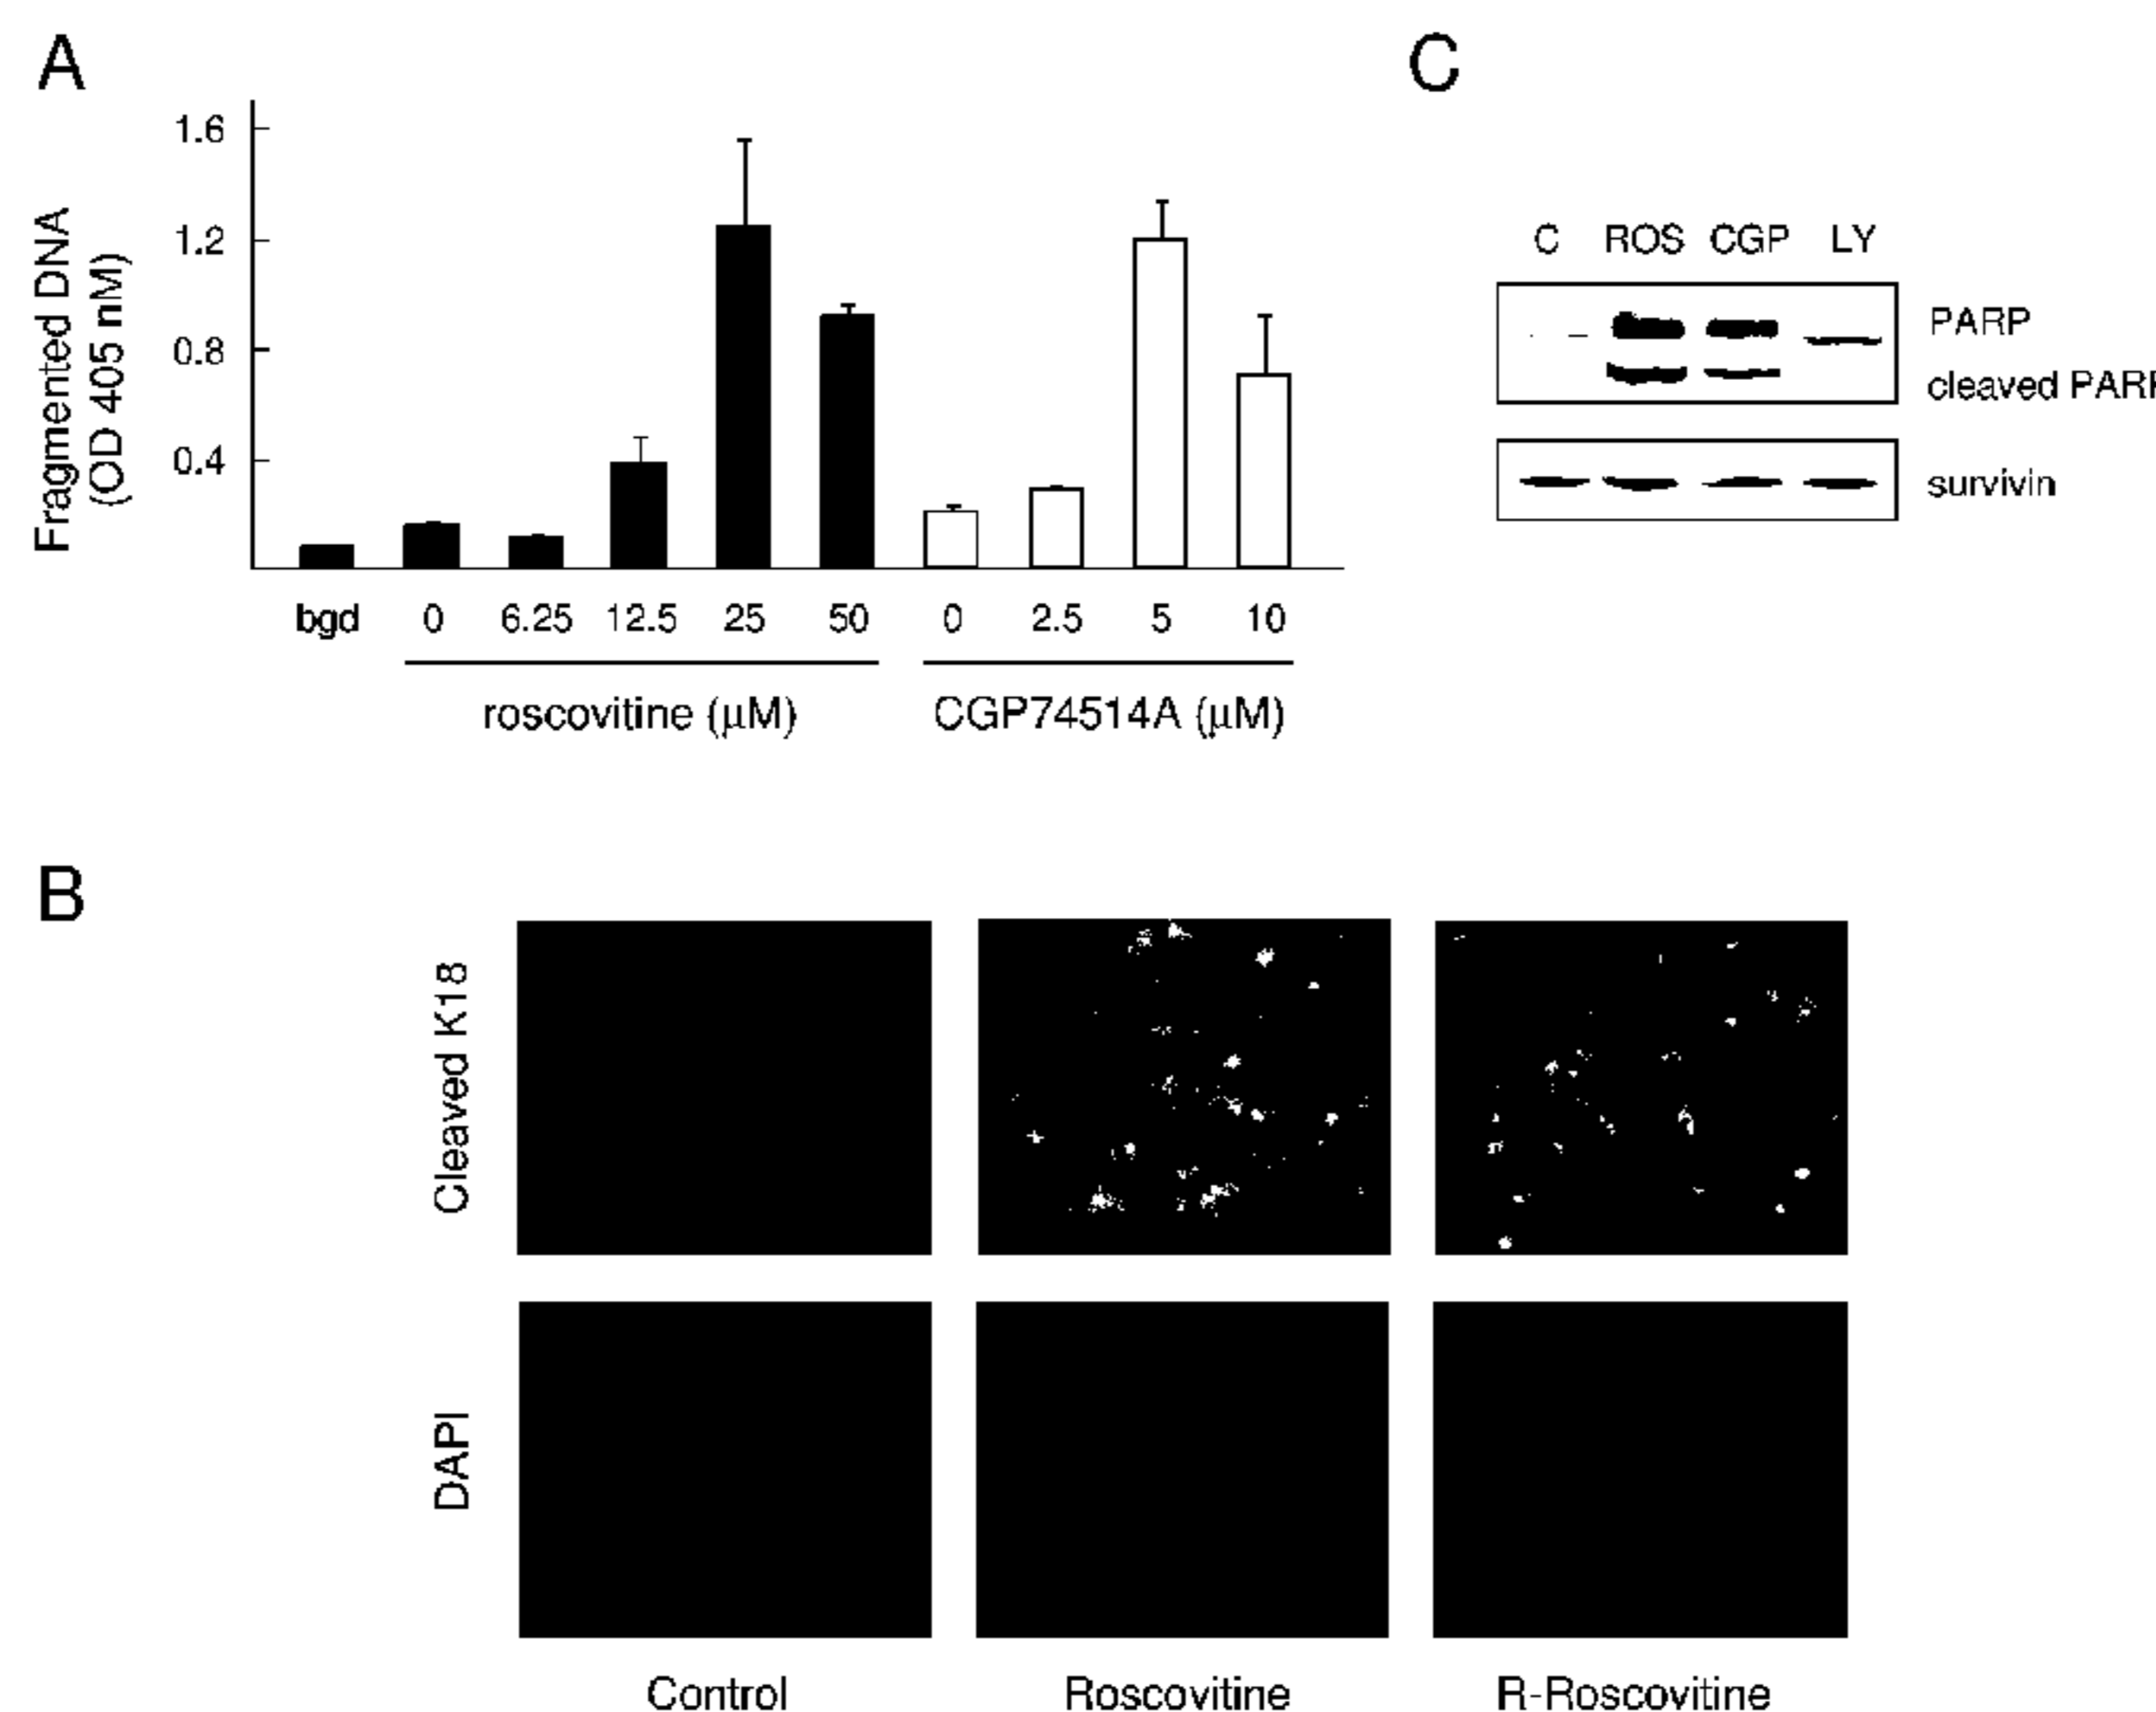 A
C
1.6
1.2
0.8
0.4
Fragmented DNA
(OD 405 nM)
bgd 0 6.25 12.5 25 50 0 2.5 5 10
roscovitine (µM) CGP74514A (µM)
C ROS CGP LY
PARP
cleaved PARP
survivin
B
Cleaved K18
DAPI
Control Roscovitine R-Roscovitine